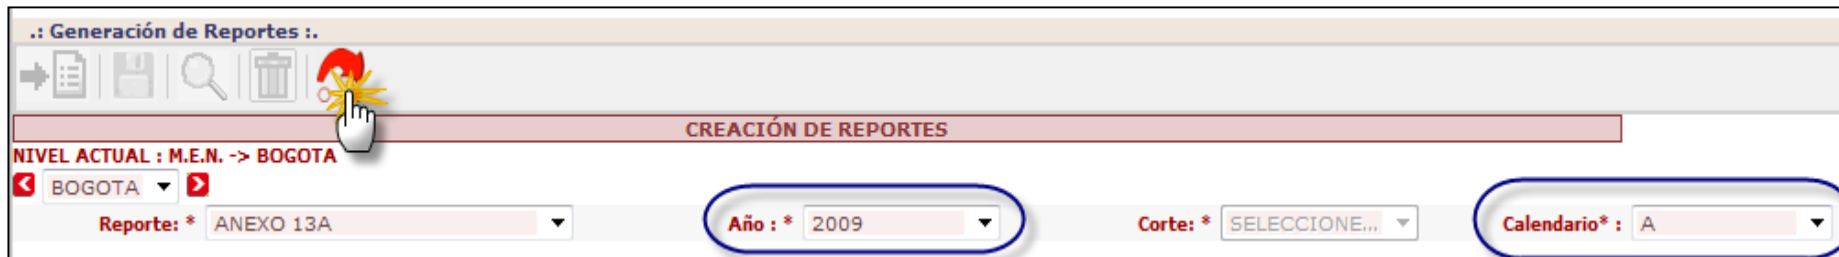 .: Generación de Reportes :.
CREACIÓN DE REPORTES
NIVEL ACTUAL : M.E.N. -> BOGOTA
BOGOTA
Reporte: * ANEXO 13A Año : * 2009 Corte: * SELECCIONE... Calendario* : A